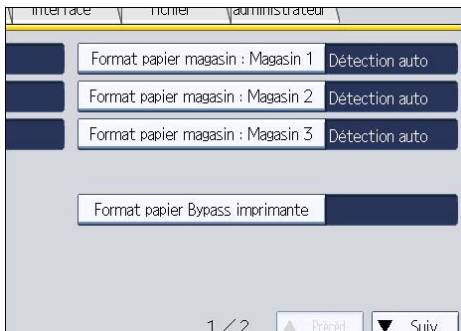 interface fichier administrateur
Format papier magasin : Magasin 1 Détection auto
Format papier magasin : Magasin 2 Détection auto
Format papier magasin : Magasin 3 Détection auto
Format papier Bypass imprimante
1/2 ▲ Précéd. ▼ Suiv.